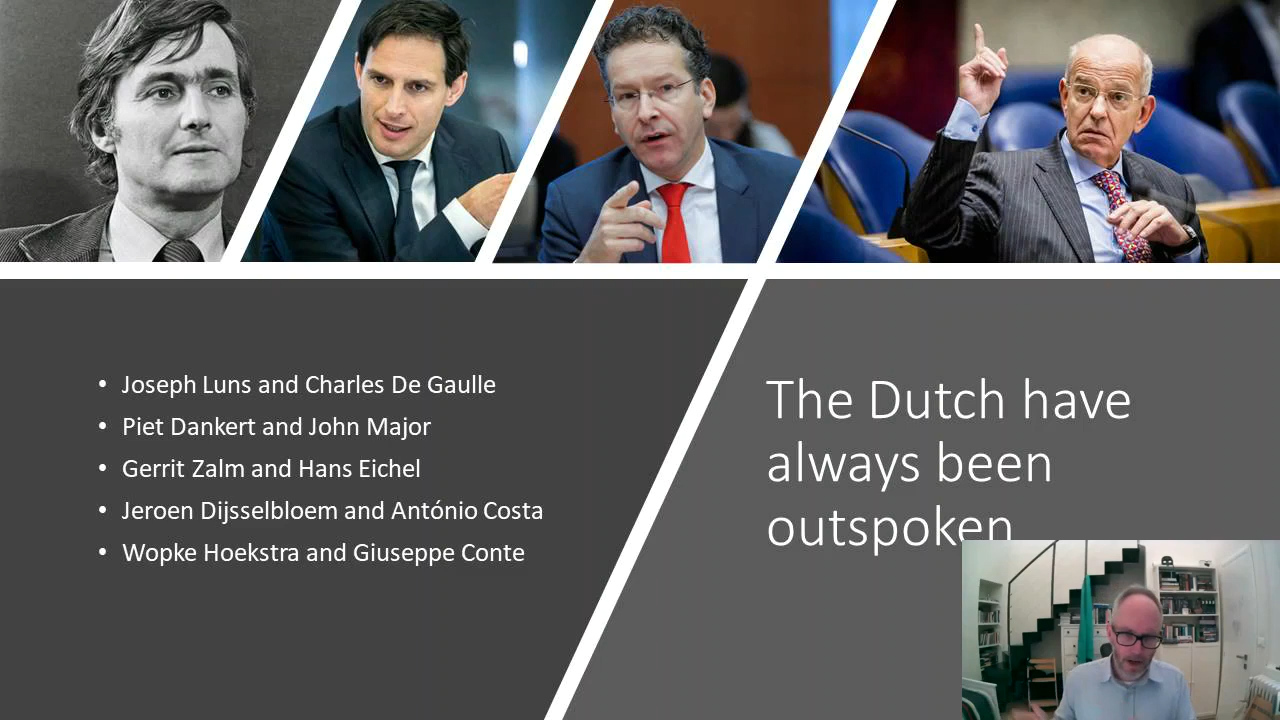 • Joseph Luns and Charles De Gaulle
• Piet Dankert and John Major
• Gerrit Zalm and Hans Eichel
• Jeroen Dijsselbloem and António Costa
• Wopke Hoekstra and Giuseppe Conte
The Dutch have
always been
outspoken